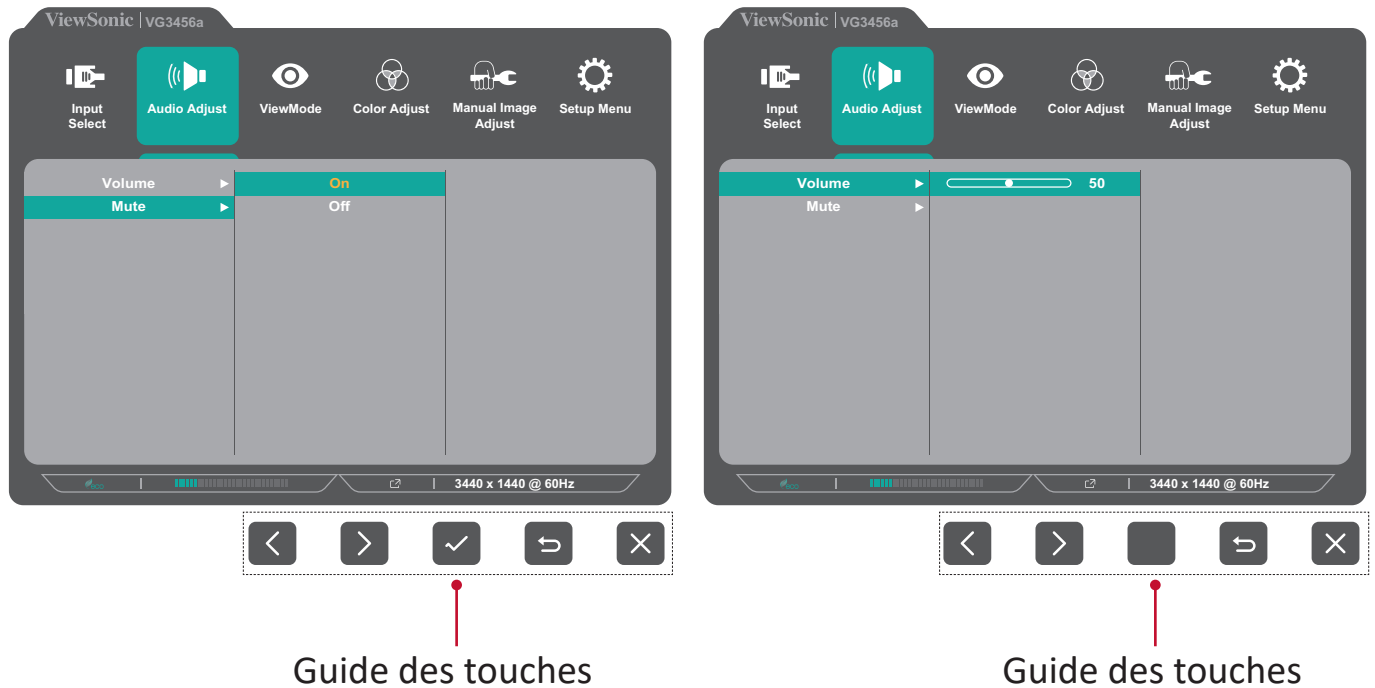 ViewSonic VG3456a
Input Select
Audio Adjust
ViewMode
Color Adjust
Manual Image Adjust
Setup Menu
Volume
On
Mute
Off
eco
3440 x 1440 @ 60Hz
Guide des touches
ViewSonic VG3456a
Input Select
Audio Adjust
ViewMode
Color Adjust
Manual Image Adjust
Setup Menu
Volume
50
Mute
eco
3440 x 1440 @ 60Hz
Guide des touches